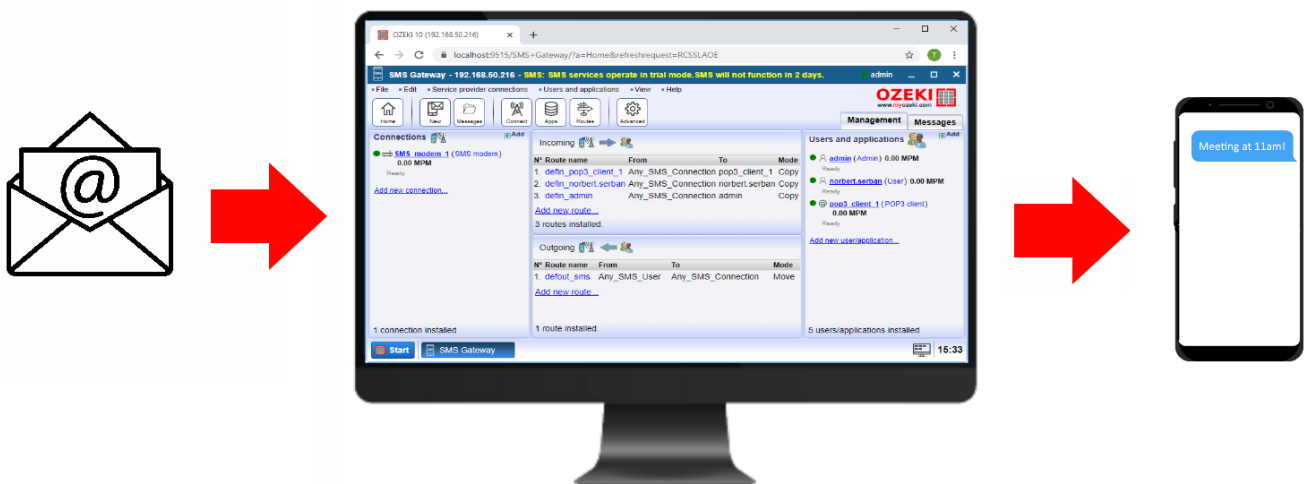 OZEKI 10 (192.168.50.216)
localhost:9515/SMS+Gateway/?a=Home&refreshrequest=RCSSLAOE
T
SMS Gateway - 192.168.50.216 - SMS: SMS services operate in trial mode.SMS will not function in 2 days.
admin
File Edit Service provider connections Users and applications View Help
OZEKI
www.myozeki.com
Home New Messages Connect Apps Routes Advanced
Management Messages
Connections Add
SMS_modem_1 (SMS modem)
0.00 MPM
Ready
Add new connection...
1 connection installed
Incoming
N° Route name From To Mode
1. defin_pop3_client_1 Any_SMS_Connection pop3_client_1 Copy
2. defin_norbert.serban Any_SMS_Connection norbert.serban Copy
3. defin_admin Any_SMS_Connection admin Copy
Add new route...
3 routes installed.
Outgoing
N° Route name From To Mode
1. defout_sms Any_SMS_User Any_SMS_Connection Move
Add new route...
1 route installed.
Users and applications Add
admin (Admin) 0.00 MPM
Ready
norbert.serban (User) 0.00 MPM
Ready
pop3_client_1 (POP3 client)
0.00 MPM
Ready
Add new user/application...
5 users/applications installed
Start SMS Gateway 15:33
@
Meeting at 11am!